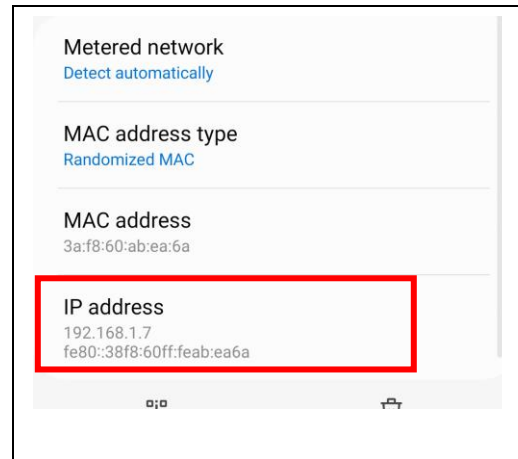 Metered network
Detect automatically
MAC address type
Randomized MAC
MAC address
3a:f8:60:ab:ea:6a
IP address
192.168.1.7
fe80::38f8:60ff:feab:ea6a